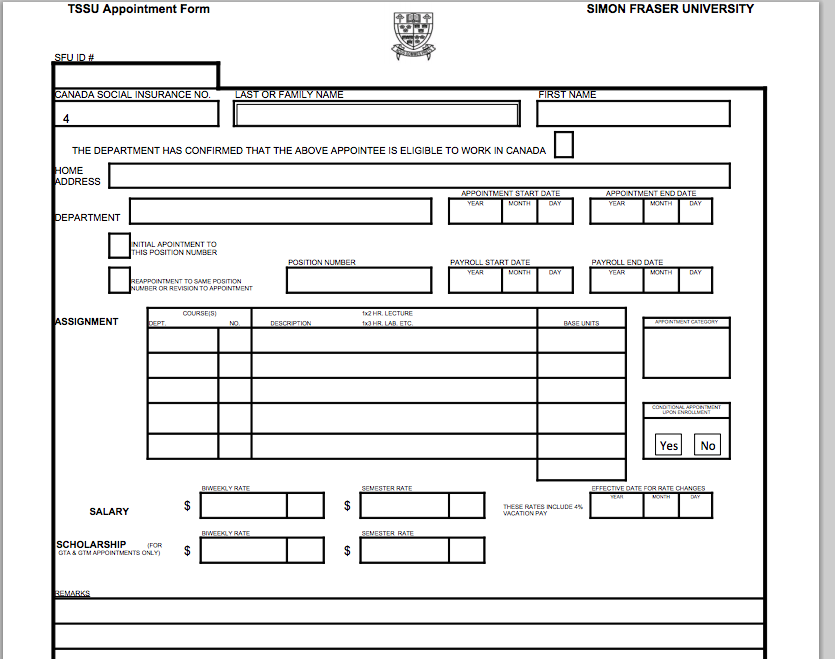 TSSU Appointment Form SIMON FRASER UNIVERSITY
SFU ID #
CANADA SOCIAL INSURANCE NO. LAST OR FAMILY NAME FIRST NAME
4
THE DEPARTMENT HAS CONFIRMED THAT THE ABOVE APPOINTEE IS ELIGIBLE TO WORK IN CANADA
HOME
ADDRESS
APPOINTMENT START DATE APPOINTMENT END DATE
YEAR MONTH DAY YEAR MONTH DAY
DEPARTMENT
INITIAL APOINTMENT TO
THIS POSITION NUMBER
POSITION NUMBER PAYROLL START DATE PAYROLL END DATE
YEAR MONTH DAY YEAR MONTH DAY
REAPPOINTMENT TO SAME POSITION
NUMBER OR REVISION TO APPOINTMENT
ASSIGNMENT
COURSE(S) 1x2 HR. LECTURE
DEPT. NO. DESCRIPTION 1x3 HR. LAB. ETC. BASE UNITS
APPOINTMENT CATEGORY
CONDITIONAL APPOINTMENT
UPON ENROLLMENT
Yes No
BIWEEKLY RATE SEMESTER RATE EFFECTIVE DATE FOR RATE CHANGES
YEAR MONTH DAY
SALARY $ $
THESE RATES INCLUDE 4%
VACATION PAY
BIWEEKLY RATE SEMESTER RATE
SCHOLARSHIP (FOR
GTA & GTM APPOINTMENTS ONLY) $ $
REMARKS